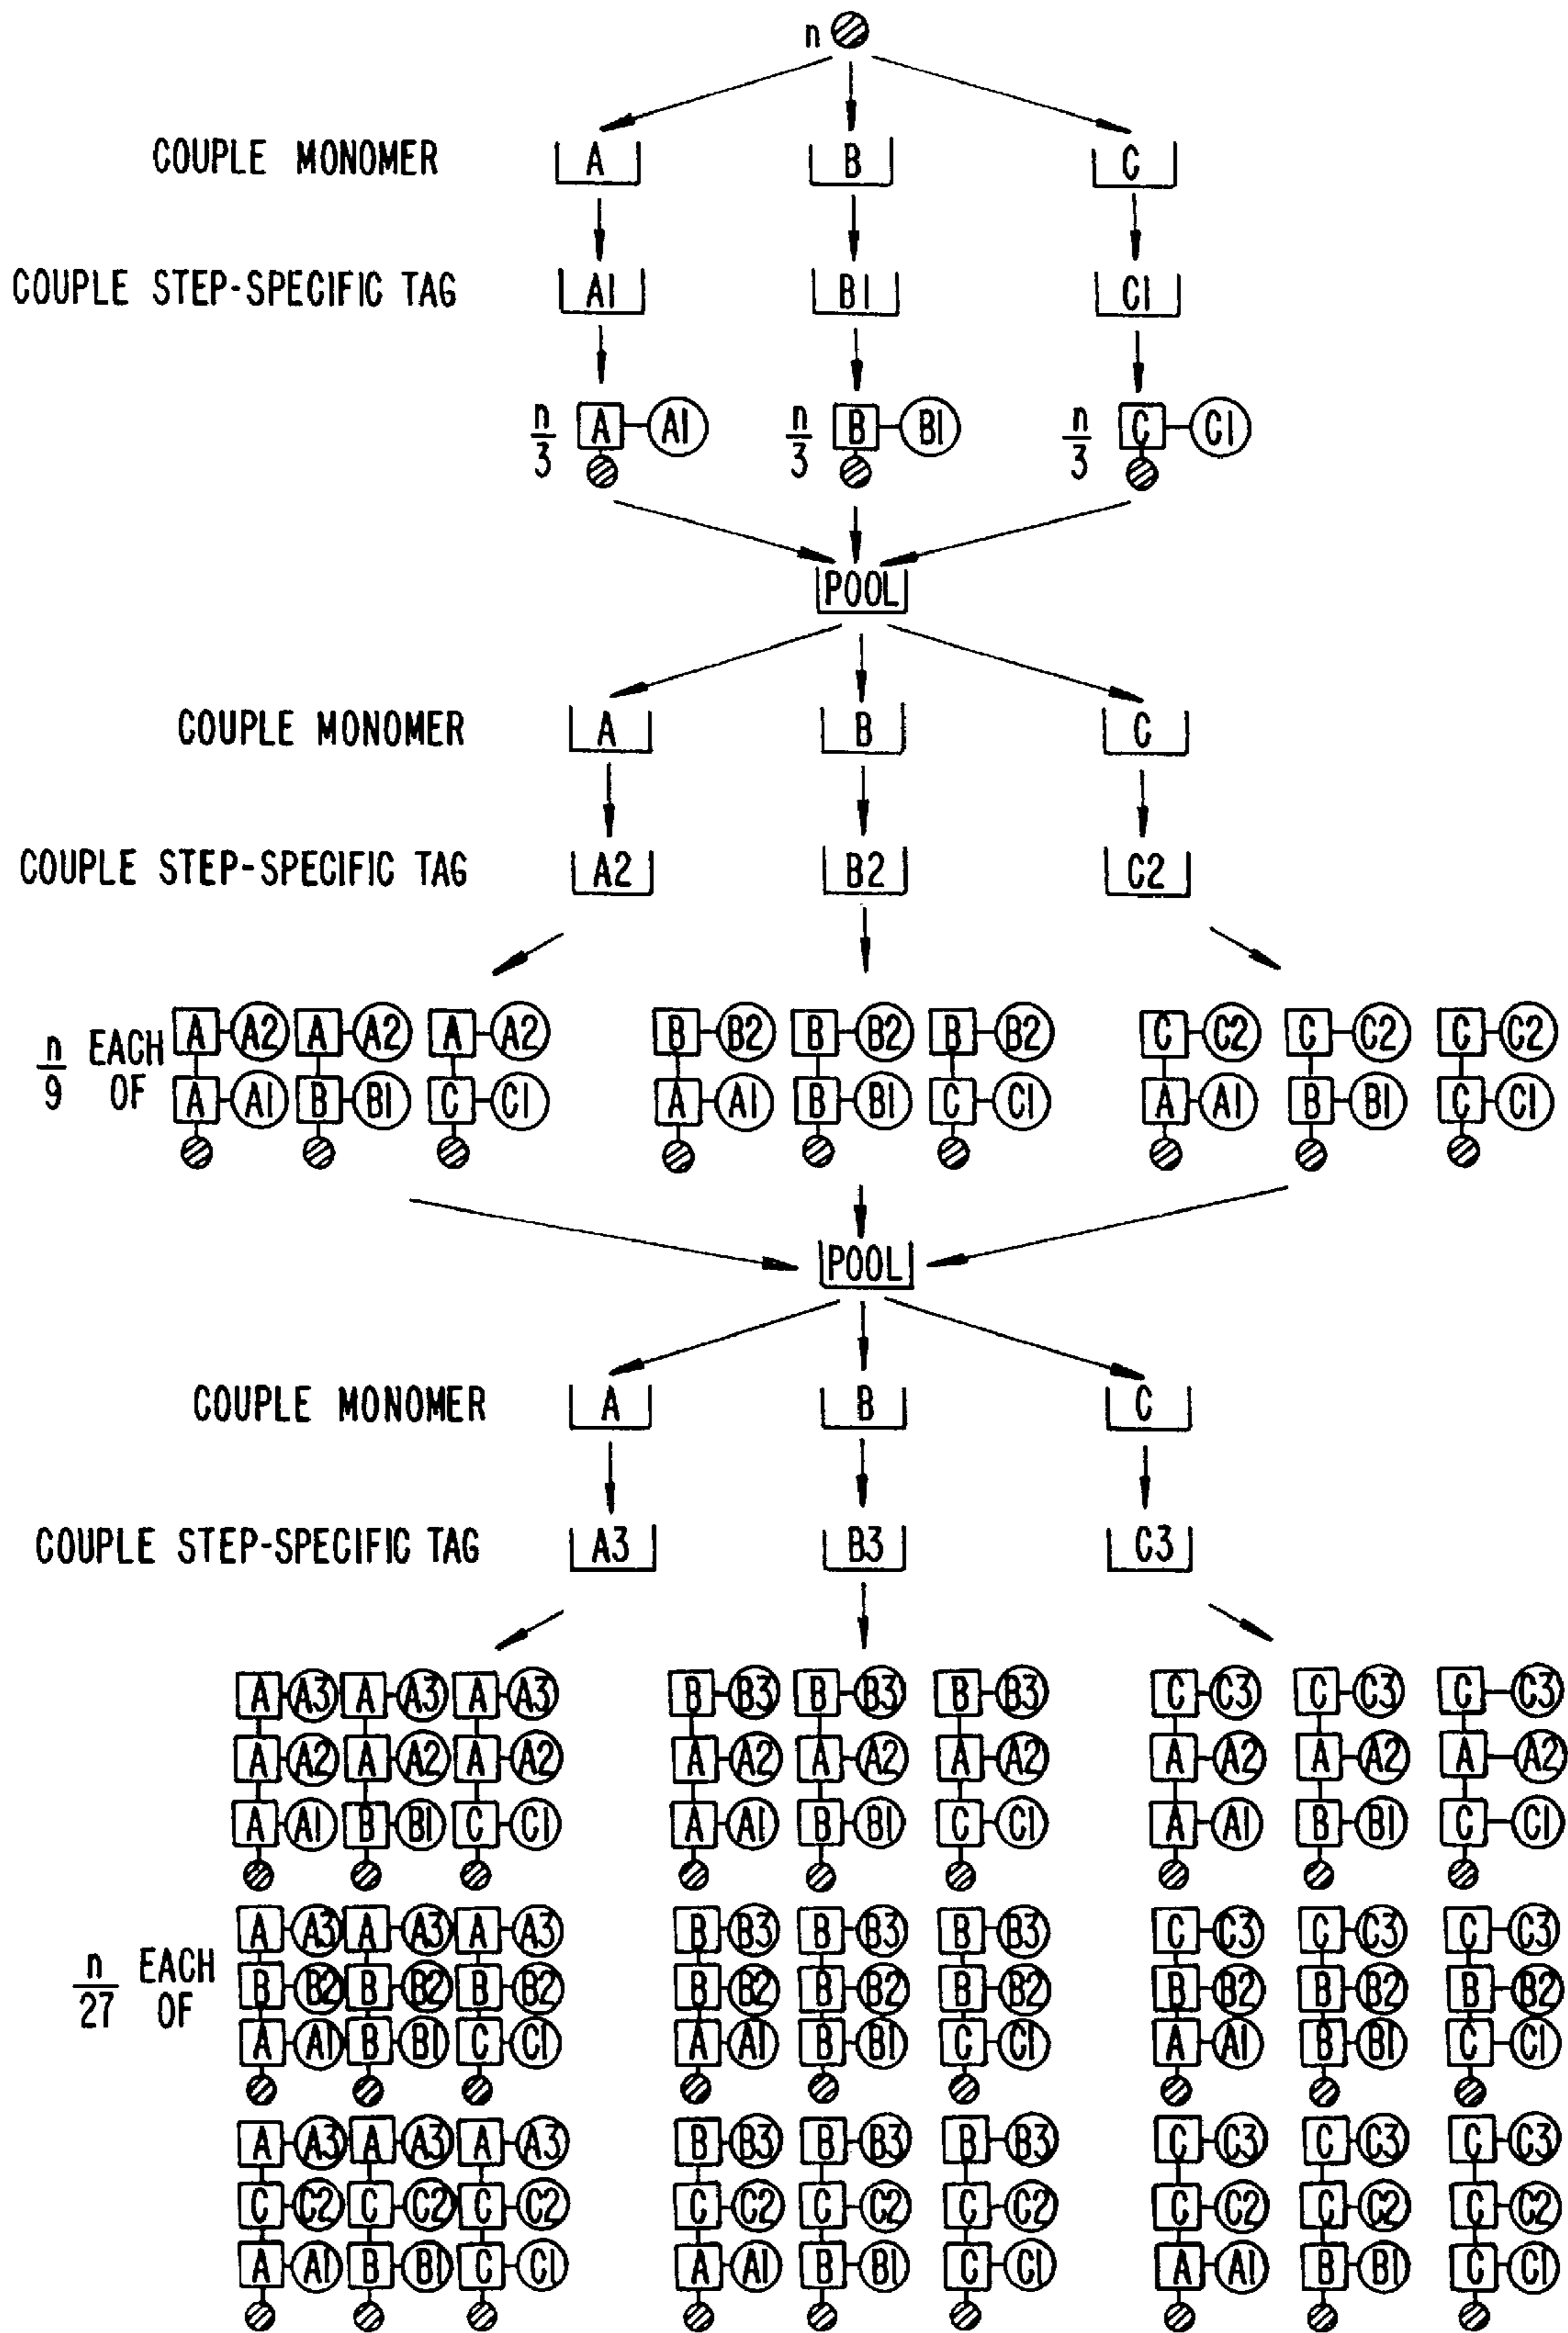 n
COUPLE MONOMER A B C
COUPLE STEP-SPECIFIC TAG A1 B1 C1
n/3 A A1 n/3 B B1 n/3 C C1
POOL
COUPLE MONOMER A B C
COUPLE STEP-SPECIFIC TAG A2 B2 C2
n/9 EACH OF
A A2 A A2 A A2 B B2 B B2 B B2 C C2 C C2 C C2
A A1 B B1 C C1 A A1 B B1 C C1 A A1 B B1 C C1
POOL
COUPLE MONOMER A B C
COUPLE STEP-SPECIFIC TAG A3 B3 C3
A A3 A A3 A A3 B B3 B B3 B B3 C C3 C C3 C C3
A A2 A A2 A A2 A A2 A A2 A A2 A A2 A A2 A A2
A A1 B B1 C C1 A A1 B B1 C C1 A A1 B B1 C C1
n/27 EACH OF
A A3 A A3 A A3 B B3 B B3 B B3 C C3 C C3 C C3
B B2 B B2 B B2 B B2 B B2 B B2 B B2 B B2 B B2
A A1 B B1 C C1 A A1 B B1 C C1 A A1 B B1 C C1
A A3 A A3 A A3 B B3 B B3 B B3 C C3 C C3 C C3
C C2 C C2 C C2 C C2 C C2 C C2 C C2 C C2 C C2
A A1 B B1 C C1 A A1 B B1 C C1 A A1 B B1 C C1